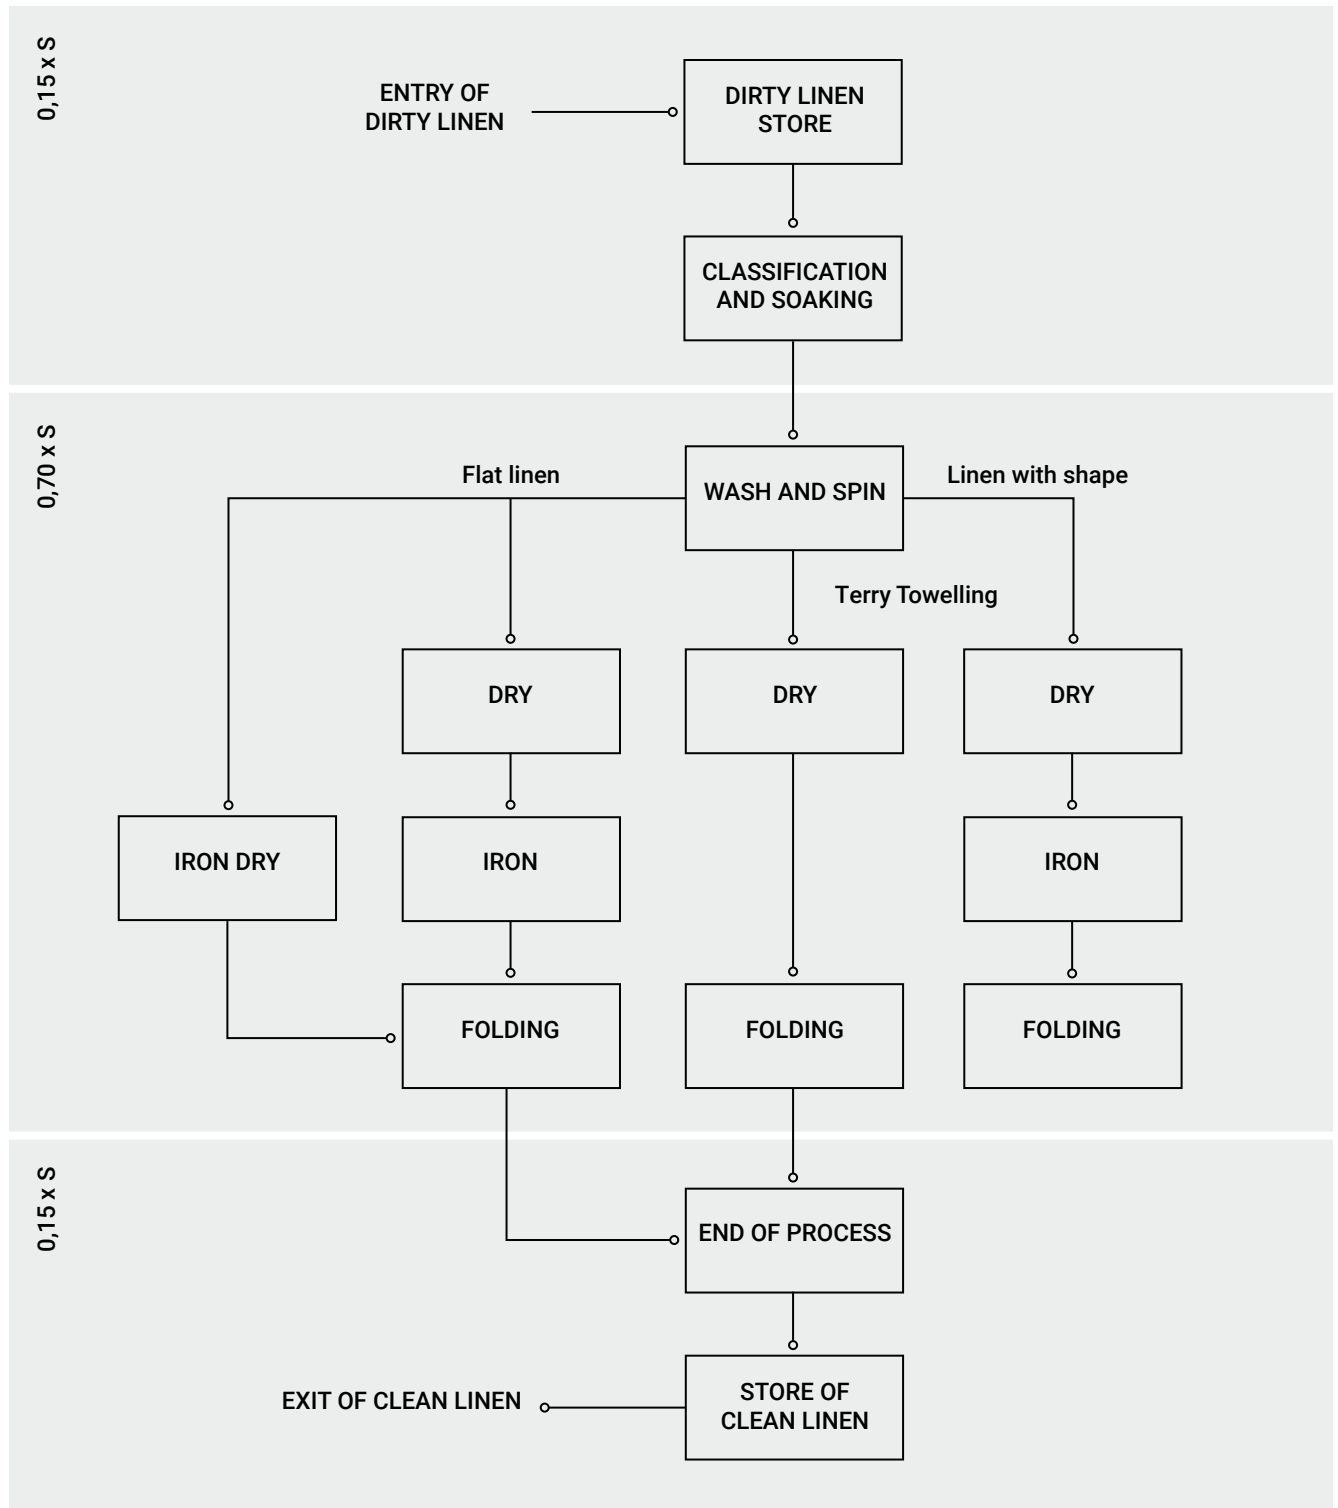 0,15 x S
ENTRY OF
DIRTY LINEN
DIRTY LINEN
STORE
CLASSIFICATION
AND SOAKING
0,70 x S
Flat linen
WASH AND SPIN
Linen with shape
Terry Towelling
DRY
DRY
DRY
IRON DRY
IRON
IRON
FOLDING
FOLDING
FOLDING
0,15 x S
END OF PROCESS
EXIT OF CLEAN LINEN
STORE OF
CLEAN LINEN